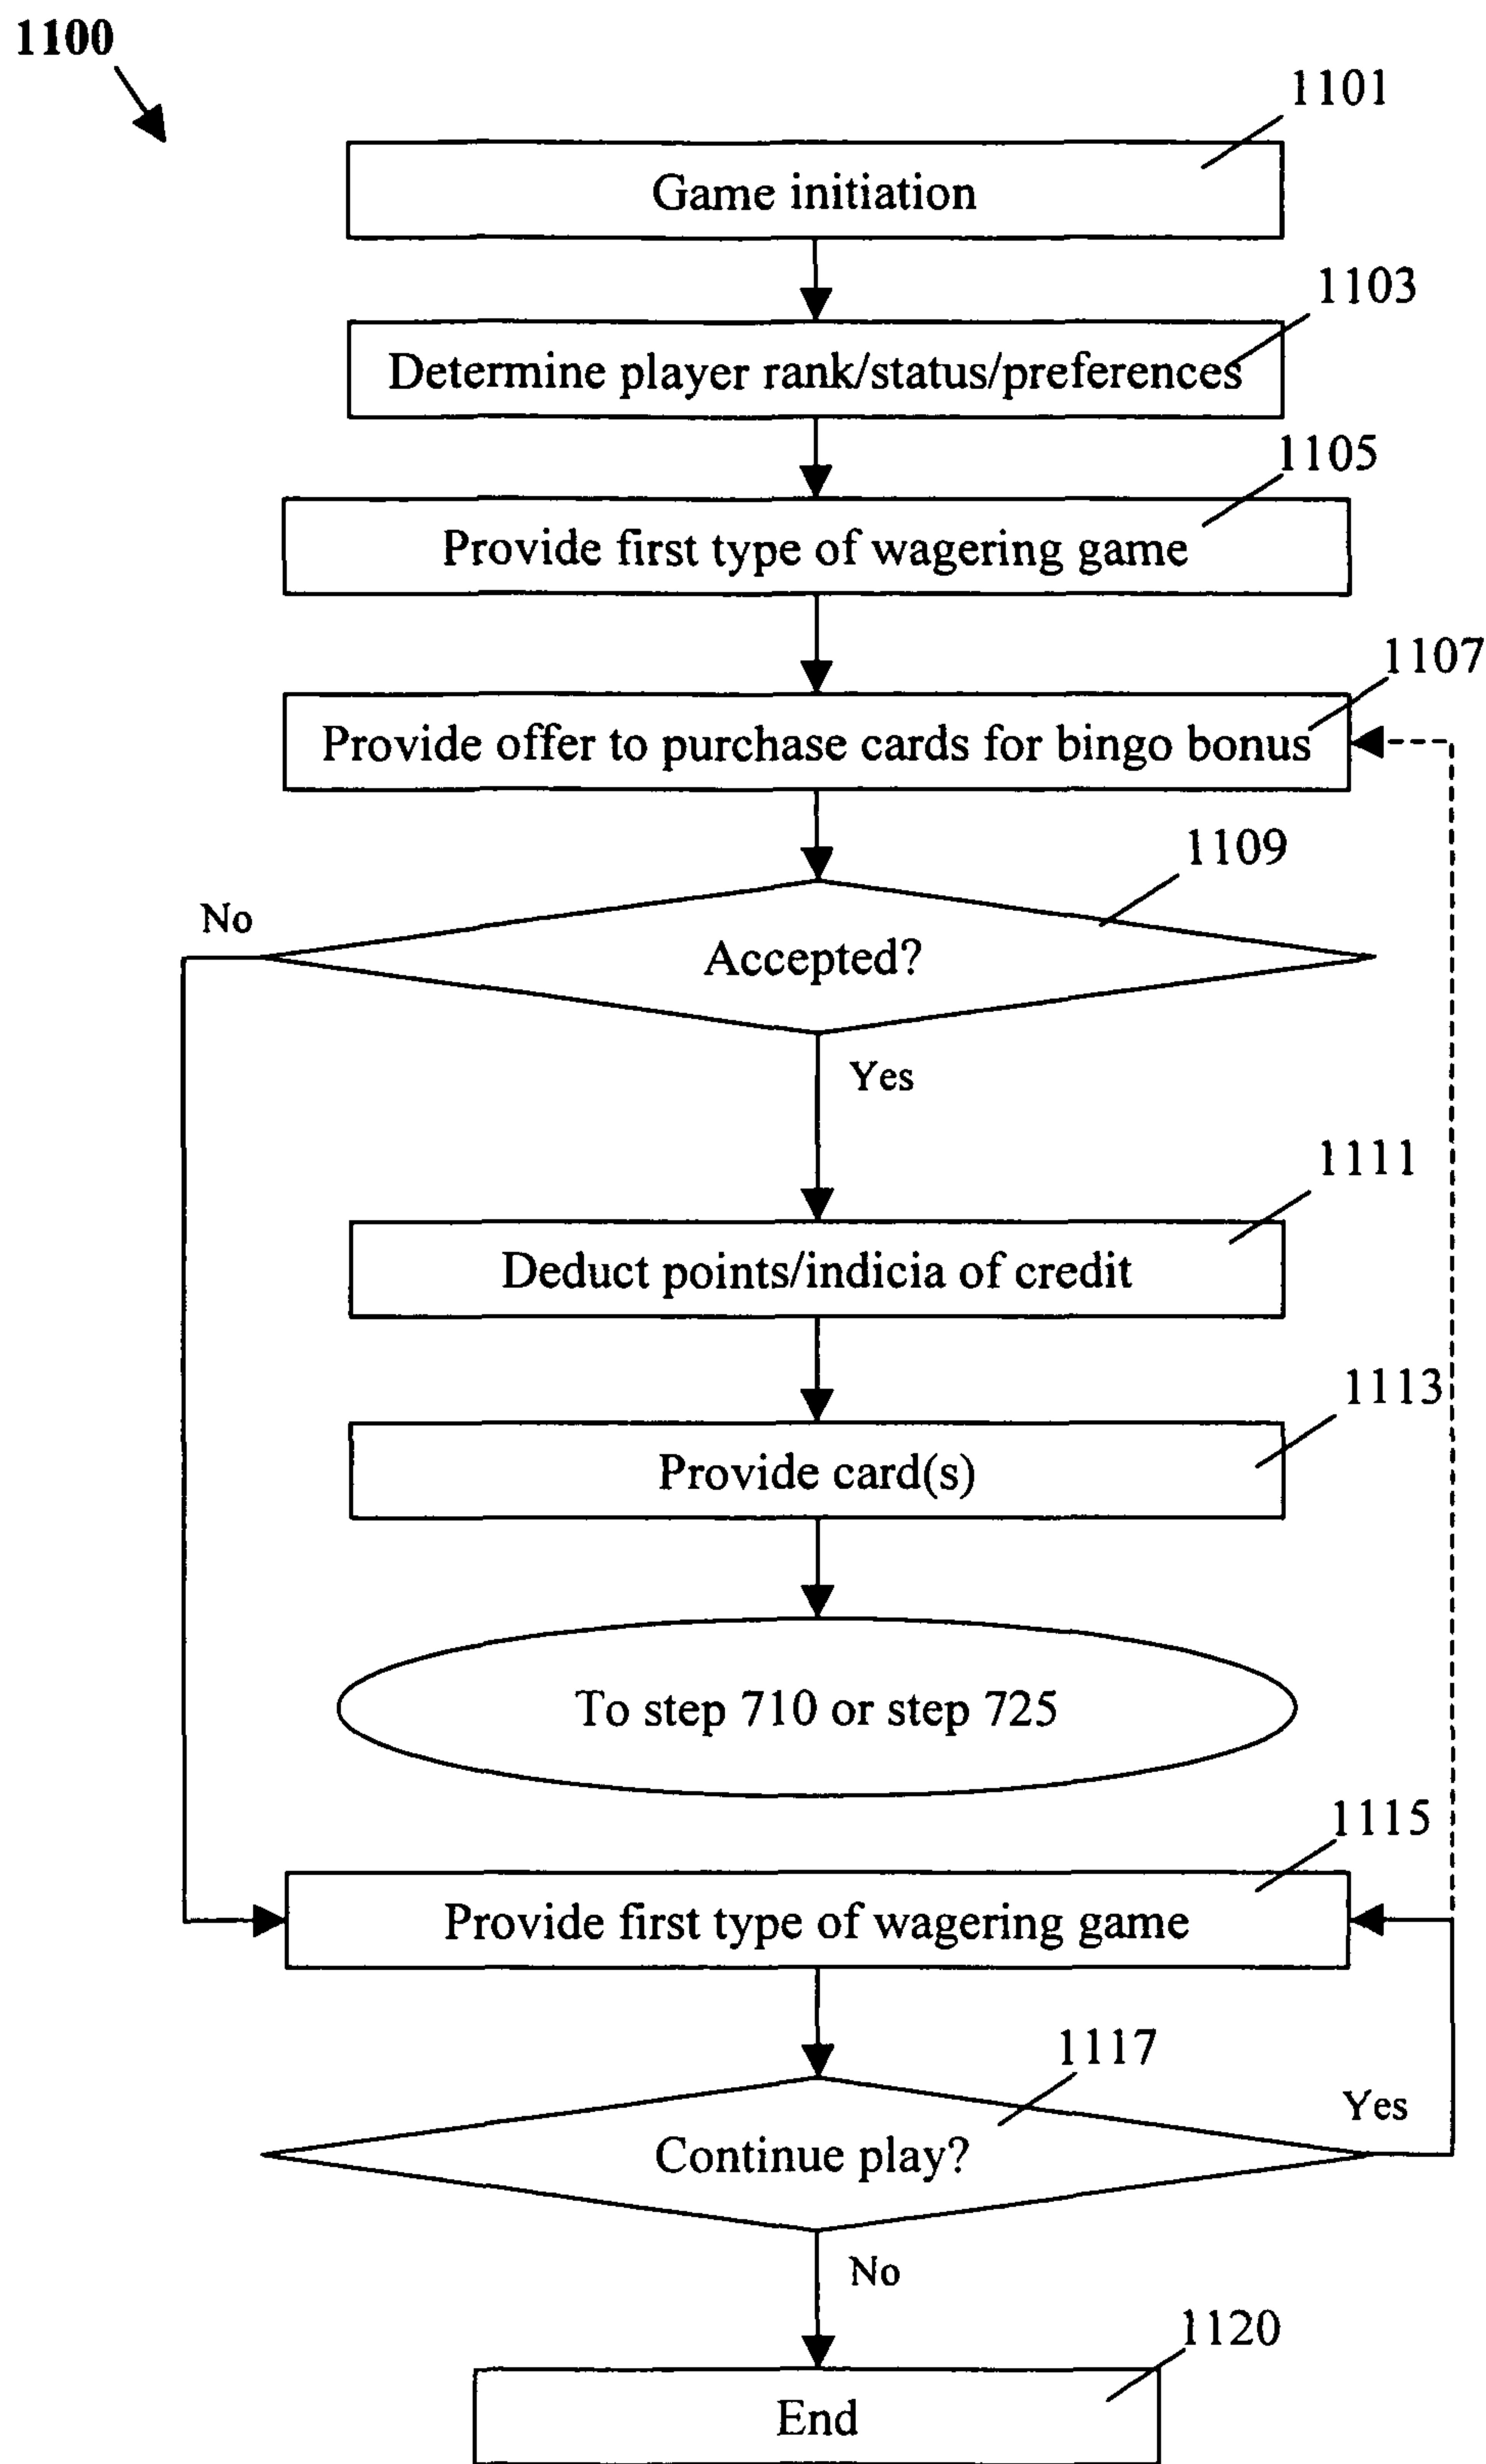 1100
1101
Game initiation
1103
Determine player rank/status/preferences
1105
Provide first type of wagering game
1107
Provide offer to purchase cards for bingo bonus
1109
No
Accepted?
Yes
1111
Deduct points/indicia of credit
1113
Provide card(s)
To step 710 or step 725
1115
Provide first type of wagering game
1117
Yes
Continue play?
No
1120
End